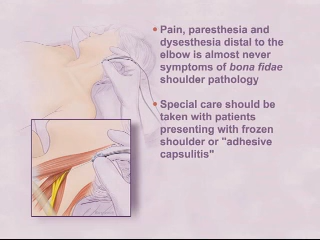 • Pain, paresthesia and
dysesthesia distal to the
elbow is almost never
symptoms of bona fidae
shoulder pathology
• Special care should be
taken with patients
presenting with frozen
shoulder or "adhesive
capsulitis"